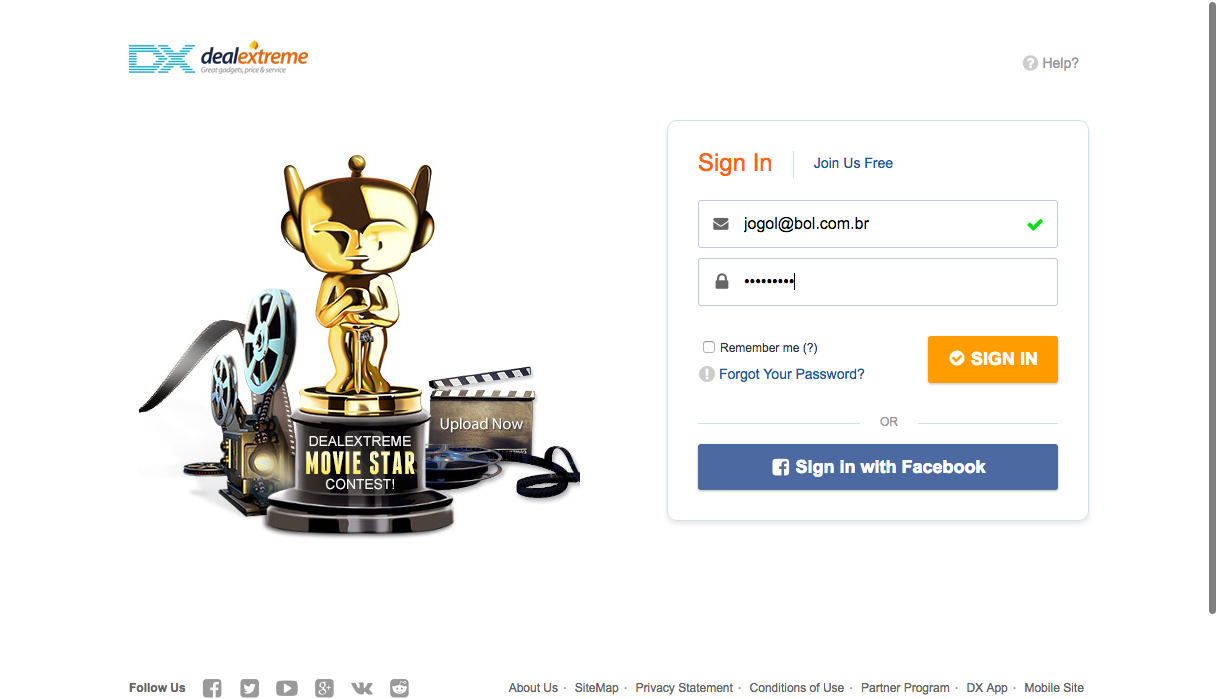 DX dealextreme
Great gadgets, price & service
Help?
Sign In
Join Us Free
jogol@bol.com.br
•••••••••
Remember me (?)
Forgot Your Password?
SIGN IN
OR
Sign in with Facebook
Upload Now
DEALEXTREME
MOVIE STAR
CONTEST!
Follow Us
About Us · SiteMap · Privacy Statement · Conditions of Use · Partner Program · DX App · Mobile Site